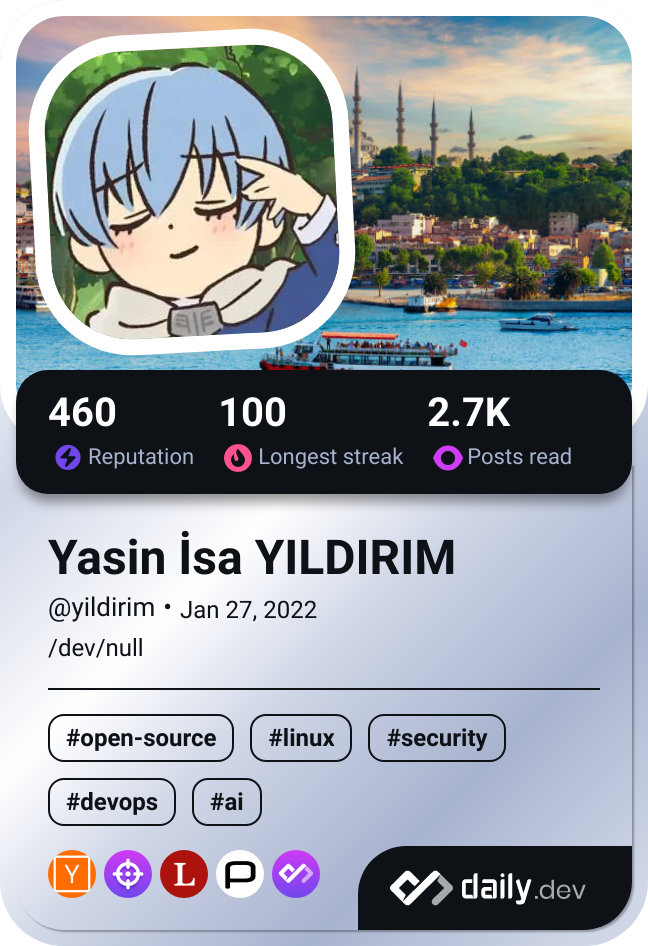 460 100 2.7K
Reputation Longest streak Posts read
Yasin İsa YILDIRIM
@yildirim • Jan 27, 2022
/dev/null
#open-source #linux #security
#devops #ai
Y L
daily.dev